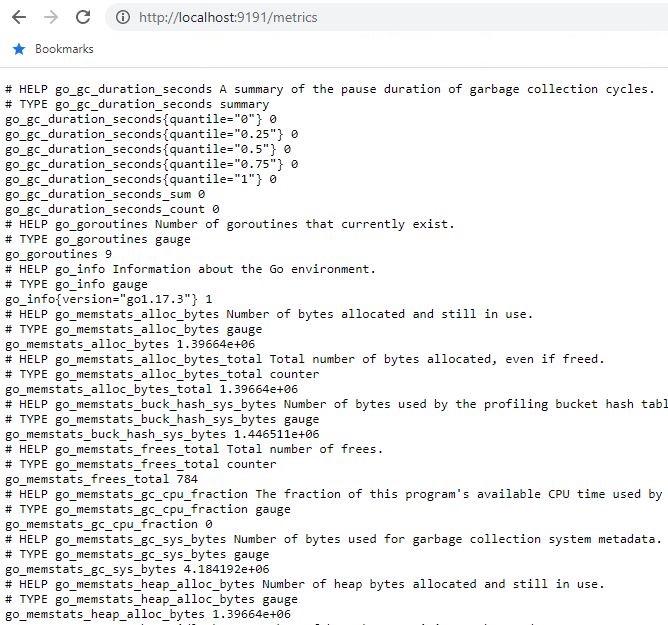 http://localhost:9191/metrics
Bookmarks
# HELP go_gc_duration_seconds A summary of the pause duration of garbage collection cycles.
# TYPE go_gc_duration_seconds summary
go_gc_duration_seconds{quantile="0"} 0
go_gc_duration_seconds{quantile="0.25"} 0
go_gc_duration_seconds{quantile="0.5"} 0
go_gc_duration_seconds{quantile="0.75"} 0
go_gc_duration_seconds{quantile="1"} 0
go_gc_duration_seconds_sum 0
go_gc_duration_seconds_count 0
# HELP go_goroutines Number of goroutines that currently exist.
# TYPE go_goroutines gauge
go_goroutines 9
# HELP go_info Information about the Go environment.
# TYPE go_info gauge
go_info{version="go1.17.3"} 1
# HELP go_memstats_alloc_bytes Number of bytes allocated and still in use.
# TYPE go_memstats_alloc_bytes gauge
go_memstats_alloc_bytes 1.39664e+06
# HELP go_memstats_alloc_bytes_total Total number of bytes allocated, even if freed.
# TYPE go_memstats_alloc_bytes_total counter
go_memstats_alloc_bytes_total 1.39664e+06
# HELP go_memstats_buck_hash_sys_bytes Number of bytes used by the profiling bucket hash tabl
# TYPE go_memstats_buck_hash_sys_bytes gauge
go_memstats_buck_hash_sys_bytes 1.446511e+06
# HELP go_memstats_frees_total Total number of frees.
# TYPE go_memstats_frees_total counter
go_memstats_frees_total 784
# HELP go_memstats_gc_cpu_fraction The fraction of this program's available CPU time used by
# TYPE go_memstats_gc_cpu_fraction gauge
go_memstats_gc_cpu_fraction 0
# HELP go_memstats_gc_sys_bytes Number of bytes used for garbage collection system metadata.
# TYPE go_memstats_gc_sys_bytes gauge
go_memstats_gc_sys_bytes 4.184192e+06
# HELP go_memstats_heap_alloc_bytes Number of heap bytes allocated and still in use.
# TYPE go_memstats_heap_alloc_bytes gauge
go_memstats_heap_alloc_bytes 1.39664e+06